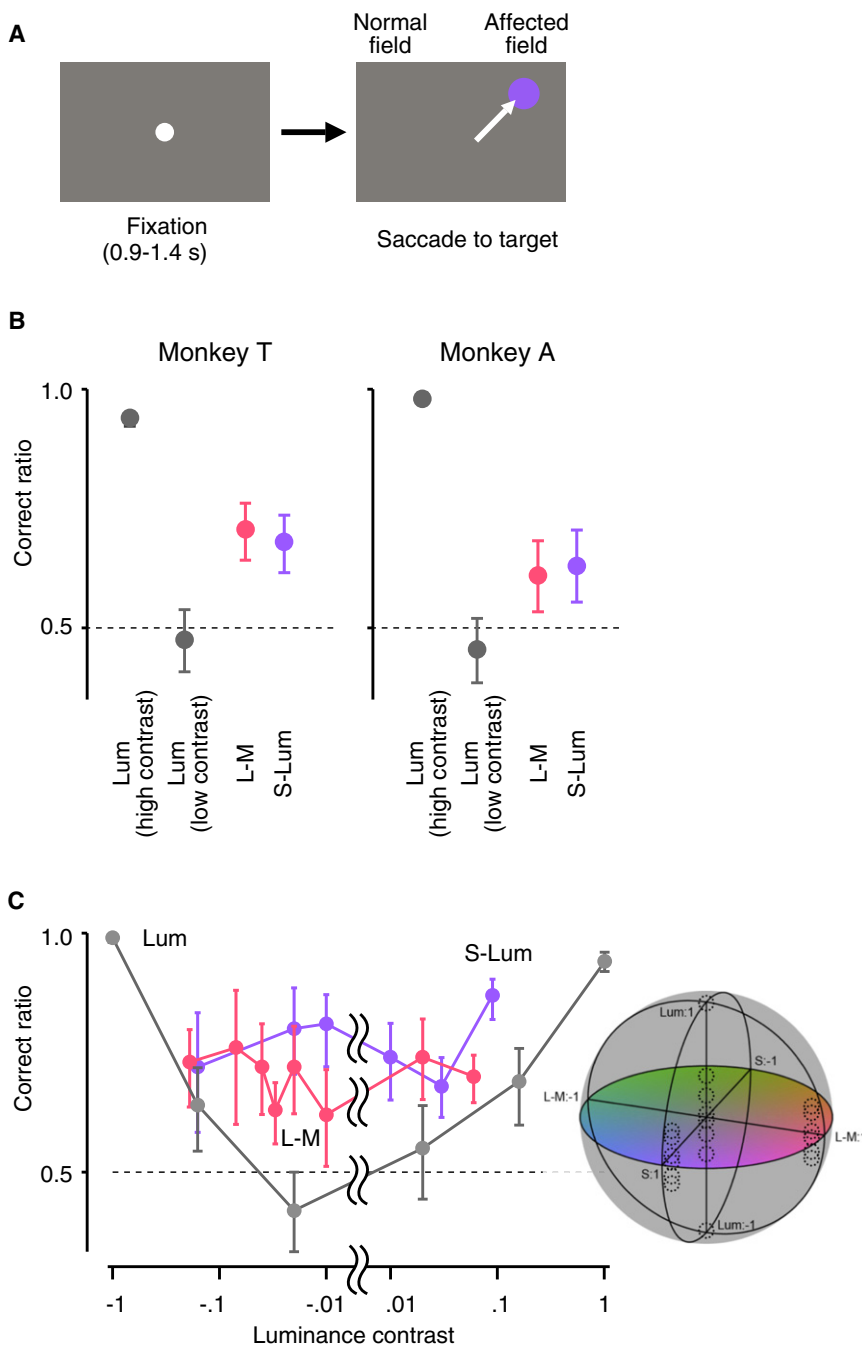 A
Normal
field
Affected
field
Fixation
(0.9-1.4 s)
Saccade to target
B
Monkey T
Monkey A
Correct ratio
1.0
0.5
Lum
(high contrast)
Lum
(low contrast)
L-M
S-Lum
Lum
(high contrast)
Lum
(low contrast)
L-M
S-Lum
C
Correct ratio
1.0
0.5
Lum
S-Lum
L-M
-1
-.1
-.01
.01
.1
1
Luminance contrast
Lum:1
S:-1
L-M:-1
L-M:
S:1
Lum:-1